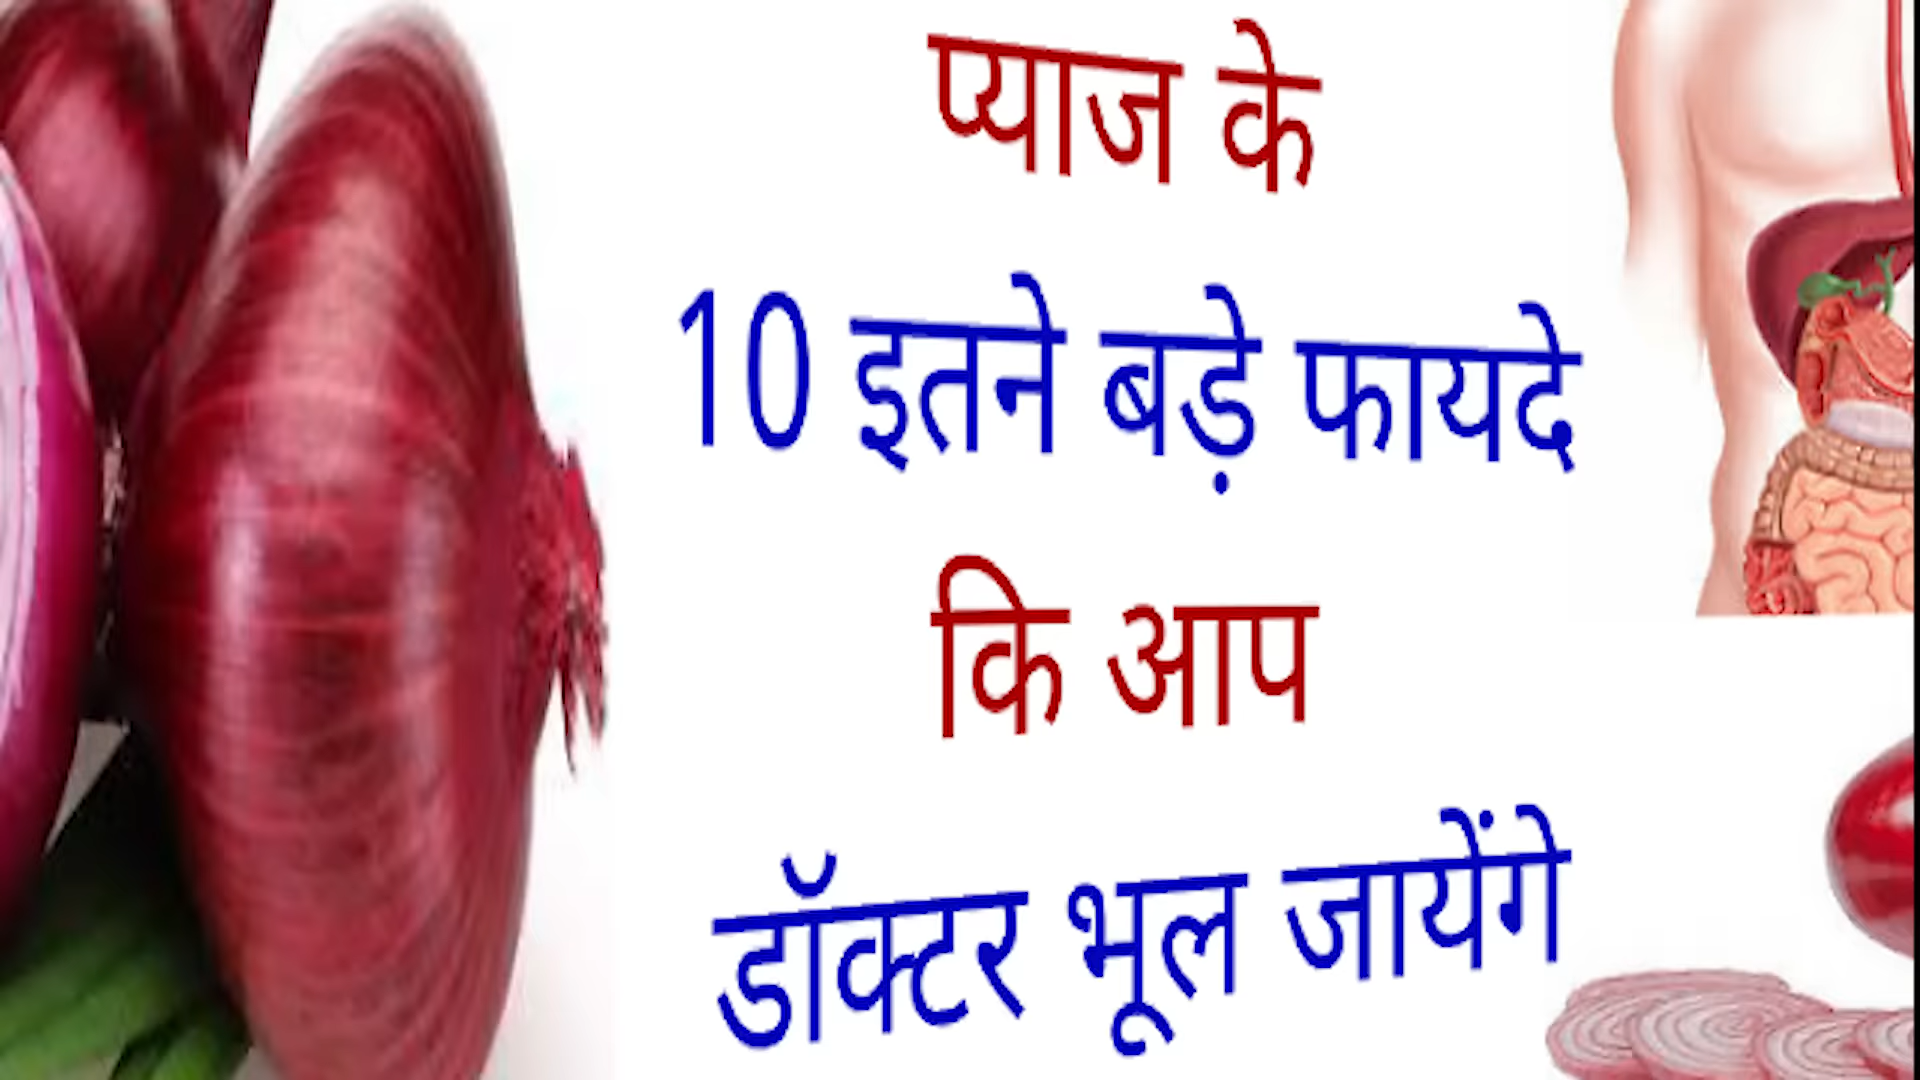 प्याज के
10 इतने बड़े फायदे
कि आप
डॉक्टर भूल जायेंगे